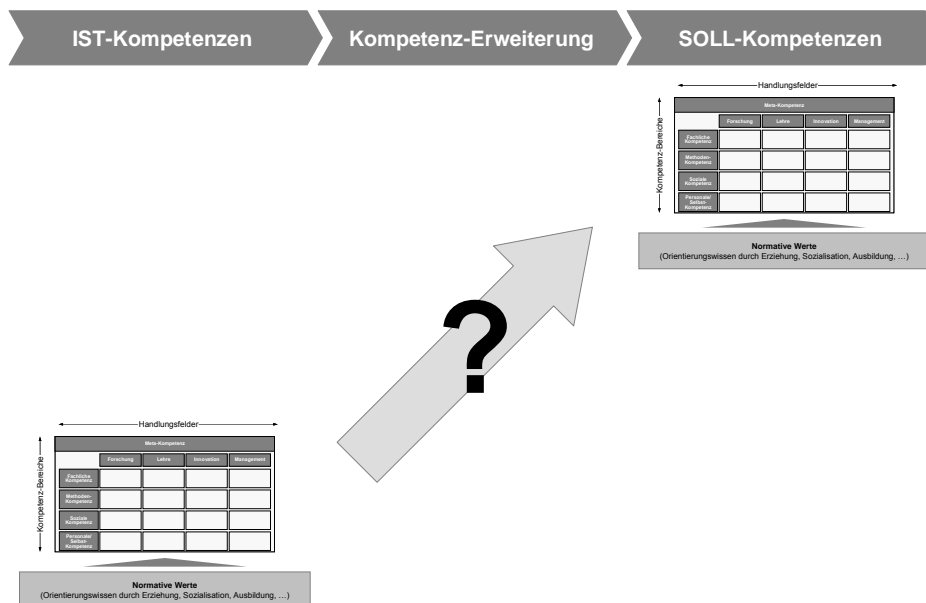 IST-Kompetenzen
Kompetenz-Erweiterung
SOLL-Kompetenzen
Handlungsfelder
Kompetenz-Bereiche
Meta-Kompetenz
Forschung Lehre Innovation Management
Fachliche
Kompetenz
Methoden-
Kompetenz
Soziale
Kompetenz
Personale/
Selbst-
Kompetenz
Normative Werte
(Orientierungswissen durch Erziehung, Sozialisation, Ausbildung, …)
?
Handlungsfelder
Kompetenz-Bereiche
Meta-Kompetenz
Forschung Lehre Innovation Management
Fachliche
Kompetenz
Methoden-
Kompetenz
Soziale
Kompetenz
Personale/
Selbst-
Kompetenz
Normative Werte
(Orientierungswissen durch Erziehung, Sozialisation, Ausbildung, …)